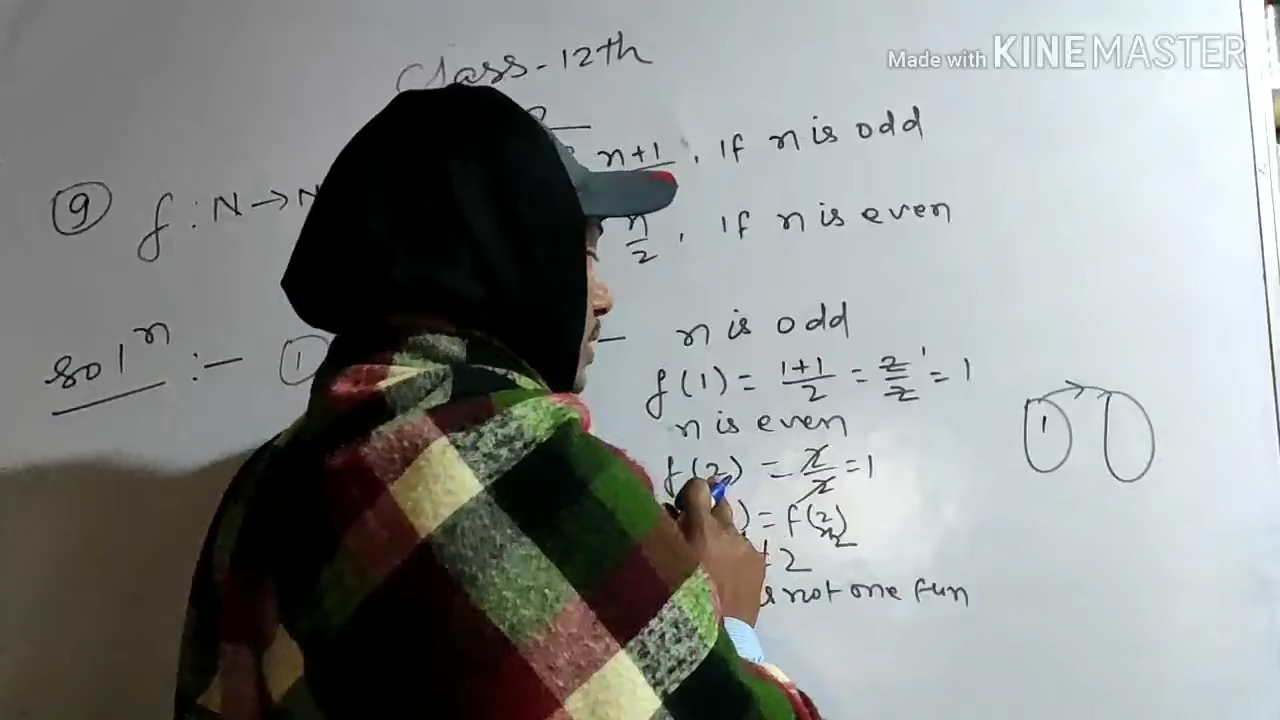 Made with KINEMASTER
Class-12th
n+1 , If n is odd
⑨ f : N → N
n/2 , If n is even
Solⁿ :- ①
- n is odd
f(1) = 1+1/2 = 2/2 = 1
n is even
f(2) = 2/2 = 1
) = f(2)
2
not one fun
1